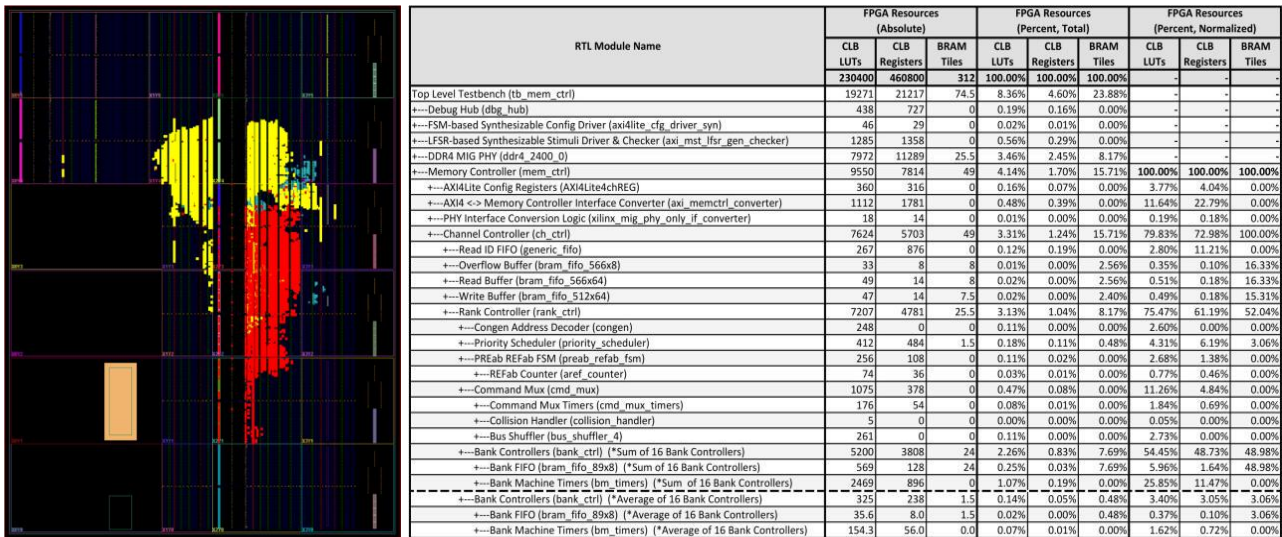 RTL Module Name FPGA Resources (Absolute) FPGA Resources (Percent, Total) FPGA Resources (Percent, Normalized)
CLB LUTs CLB Registers BRAM Tiles CLB LUTs CLB Registers BRAM Tiles CLB LUTs CLB Registers BRAM Tiles
230400 460800 312 100.00% 100.00% 100.00% - - -
Top Level Testbench (tb_mem_ctrl) 19271 21217 74.5 8.36% 4.60% 23.88% - - -
+---Debug Hub (dbg_hub) 438 727 0 0.19% 0.16% 0.00% - - -
+---FSM-based Synthesizable Config Driver (axi4lite_cfg_driver_syn) 46 29 0 0.02% 0.01% 0.00% - - -
+---LFSR-based Synthesizable Stimuli Driver & Checker (axi_mst_lfsr_gen_checker) 1285 1358 0 0.56% 0.29% 0.00% - - -
+---DDR4 MIG PHY (ddr4_2400_0) 7972 11289 25.5 3.46% 2.45% 8.17% - - -
+---Memory Controller (mem_ctrl) 9550 7814 49 4.14% 1.70% 15.71% 100.00% 100.00% 100.00%
+---AXI4Lite Config Registers (AXI4Lite4chREG) 360 316 0 0.16% 0.07% 0.00% 3.77% 4.04% 0.00%
+---AXI4 <-> Memory Controller Interface Converter (axi_memctrl_converter) 1112 1781 0 0.48% 0.39% 0.00% 11.64% 22.79% 0.00%
+---PHY Interface Conversion Logic (xilinx_mig_phy_only_if_converter) 18 14 0 0.01% 0.00% 0.00% 0.19% 0.18% 0.00%
+---Channel Controller (ch_ctrl) 7624 5703 49 3.31% 1.24% 15.71% 79.83% 72.98% 100.00%
+---Read ID FIFO (generic_fifo) 267 876 0 0.12% 0.19% 0.00% 2.80% 11.21% 0.00%
+---Overflow Buffer (bram_fifo_566x8) 33 8 8 0.01% 0.00% 2.56% 0.35% 0.10% 16.33%
+---Read Buffer (bram_fifo_566x64) 49 14 8 0.02% 0.00% 2.56% 0.51% 0.18% 16.33%
+---Write Buffer (bram_fifo_512x64) 47 14 7.5 0.02% 0.00% 2.40% 0.49% 0.18% 15.31%
+---Rank Controller (rank_ctrl) 7207 4781 25.5 3.13% 1.04% 8.17% 75.47% 61.19% 52.04%
+---Congen Address Decoder (congen) 248 0 0 0.11% 0.00% 0.00% 2.60% 0.00% 0.00%
+---Priority Scheduler (priority_scheduler) 412 484 1.5 0.18% 0.11% 0.48% 4.31% 6.19% 3.06%
+---PREab REFab FSM (preab_refab_fsm) 256 108 0 0.11% 0.02% 0.00% 2.68% 1.38% 0.00%
+---REFab Counter (aref_counter) 74 36 0 0.03% 0.01% 0.00% 0.77% 0.46% 0.00%
+---Command Mux (cmd_mux) 1075 378 0 0.47% 0.08% 0.00% 11.26% 4.84% 0.00%
+---Command Mux Timers (cmd_mux_timers) 176 54 0 0.08% 0.01% 0.00% 1.84% 0.69% 0.00%
+---Collision Handler (collision_handler) 5 0 0 0.00% 0.00% 0.00% 0.05% 0.00% 0.00%
+---Bus Shuffler (bus_shuffler_4) 261 0 0 0.11% 0.00% 0.00% 2.73% 0.00% 0.00%
+---Bank Controllers (bank_ctrl) (*Sum of 16 Bank Controllers) 5200 3808 24 2.26% 0.83% 7.69% 54.45% 48.73% 48.98%
+---Bank FIFO (bram_fifo_89x8) (*Sum of 16 Bank Controllers) 569 128 24 0.25% 0.03% 7.69% 5.96% 1.64% 48.98%
+---Bank Machine Timers (bm_timers) (*Sum of 16 Bank Controllers) 2469 896 0 1.07% 0.19% 0.00% 25.85% 11.47% 0.00%
+---Bank Controllers (bank_ctrl) (*Average of 16 Bank Controllers) 325 238 1.5 0.14% 0.05% 0.48% 3.40% 3.05% 3.06%
+---Bank FIFO (bram_fifo_89x8) (*Average of 16 Bank Controllers) 35.6 8.0 1.5 0.02% 0.00% 0.48% 0.37% 0.10% 3.06%
+---Bank Machine Timers (bm_timers) (*Average of 16 Bank Controllers) 154.3 56.0 0.0 0.07% 0.01% 0.00% 1.62% 0.72% 0.00%